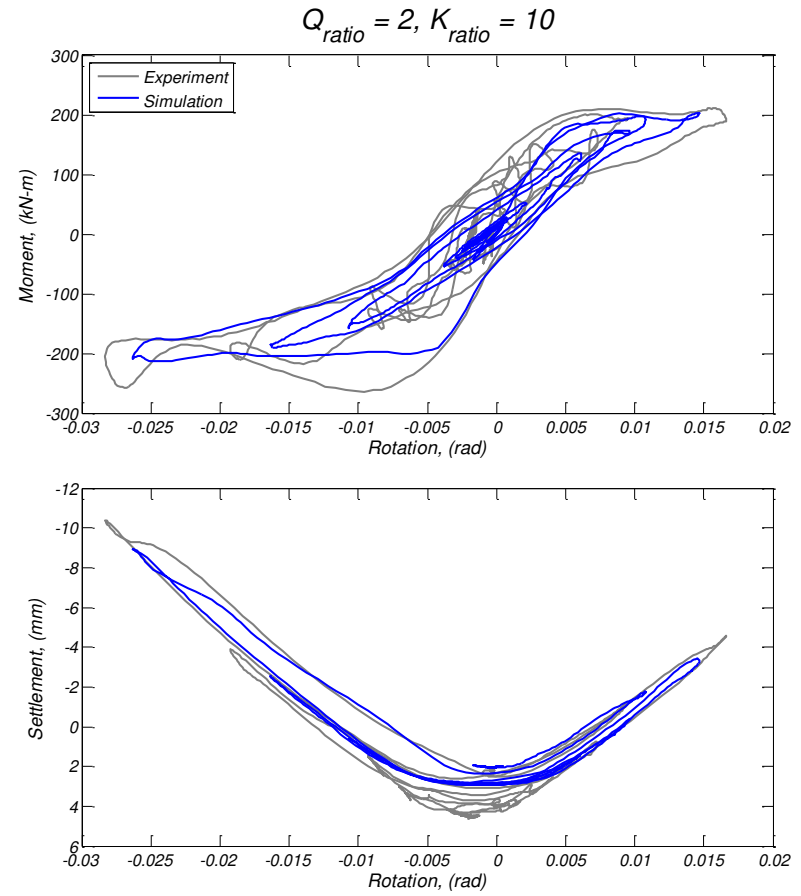 Q_ratio = 2, K_ratio = 10
300
200
100
0
-100
-200
-300
Moment, (kN-m)
Experiment
Simulation
-0.03 -0.025 -0.02 -0.015 -0.01 -0.005 0 0.005 0.01 0.015 0.02
Rotation, (rad)
-12
-10
-8
-6
-4
-2
0
2
4
6
Settlement, (mm)
-0.03 -0.025 -0.02 -0.015 -0.01 -0.005 0 0.005 0.01 0.015 0.02
Rotation, (rad)